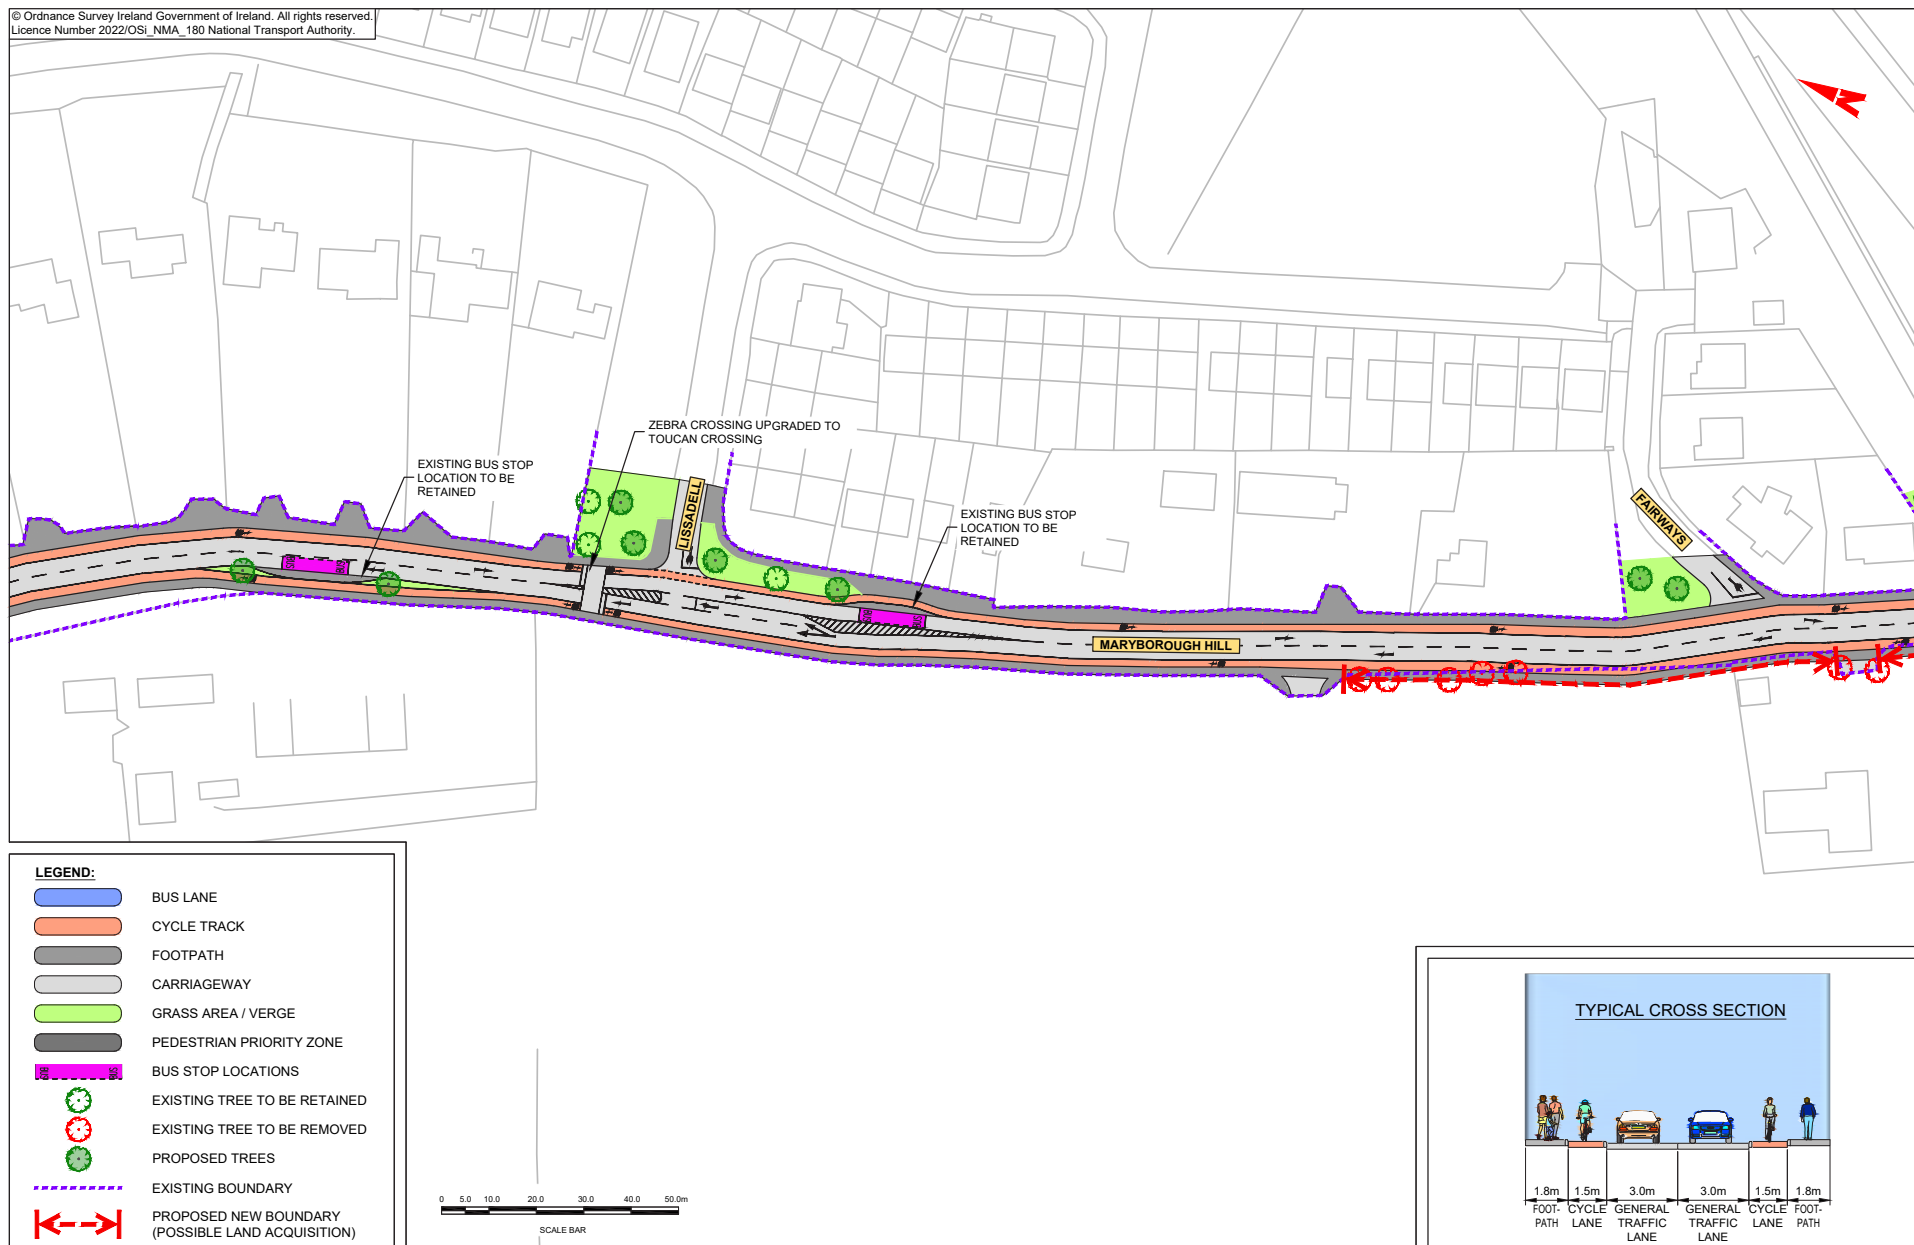 © Ordnance Survey Ireland Government of Ireland. All rights reserved.
Licence Number 2022/OSi_NMA_180 National Transport Authority.
N
ZEBRA CROSSING UPGRADED TO
TOUCAN CROSSING
EXISTING BUS STOP
LOCATION TO BE
RETAINED
LISSADELL
EXISTING BUS STOP
LOCATION TO BE
RETAINED
FAIRWAYS
BUS
BUS
BUS
BUS
MARYBOROUGH HILL
LEGEND:
BUS LANE
CYCLE TRACK
FOOTPATH
CARRIAGEWAY
GRASS AREA / VERGE
PEDESTRIAN PRIORITY ZONE
BUS BUS BUS STOP LOCATIONS
EXISTING TREE TO BE RETAINED
EXISTING TREE TO BE REMOVED
PROPOSED TREES
EXISTING BOUNDARY
PROPOSED NEW BOUNDARY
(POSSIBLE LAND ACQUISITION)
0 5.0 10.0 20.0 30.0 40.0 50.0m
SCALE BAR
TYPICAL CROSS SECTION
1.8m 1.5m 3.0m 3.0m 1.5m 1.8m
FOOT- CYCLE GENERAL GENERAL CYCLE FOOT-
PATH LANE TRAFFIC TRAFFIC LANE PATH
LANE LANE